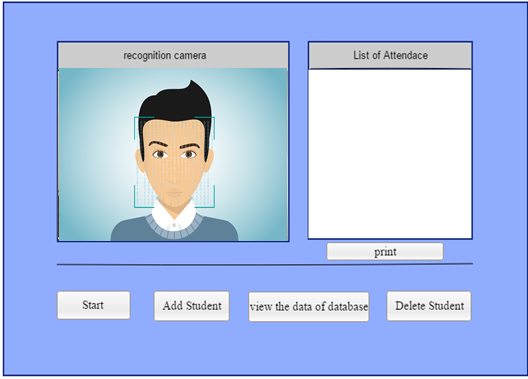 recognition camera
List of Attendace
print
Start
Add Student
view the data of database
Delete Student